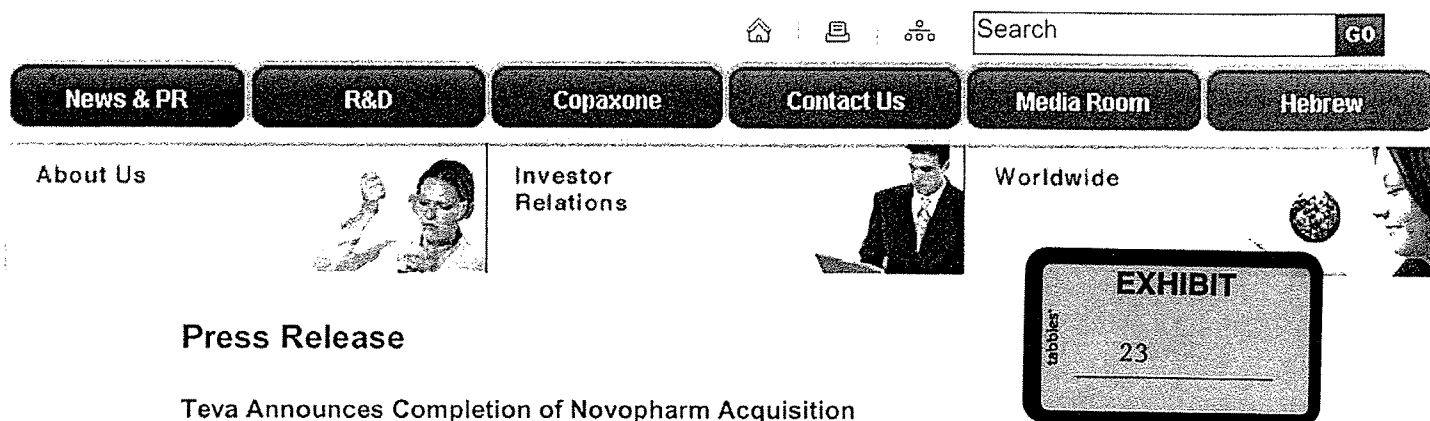 Search GO
News & PR R&D Copaxone Contact Us Media Room Hebrew
About Us
Investor
Relations
Worldwide
EXHIBIT
tabbies®
23
Press Release
Teva Announces Completion of Novopharm Acquisition